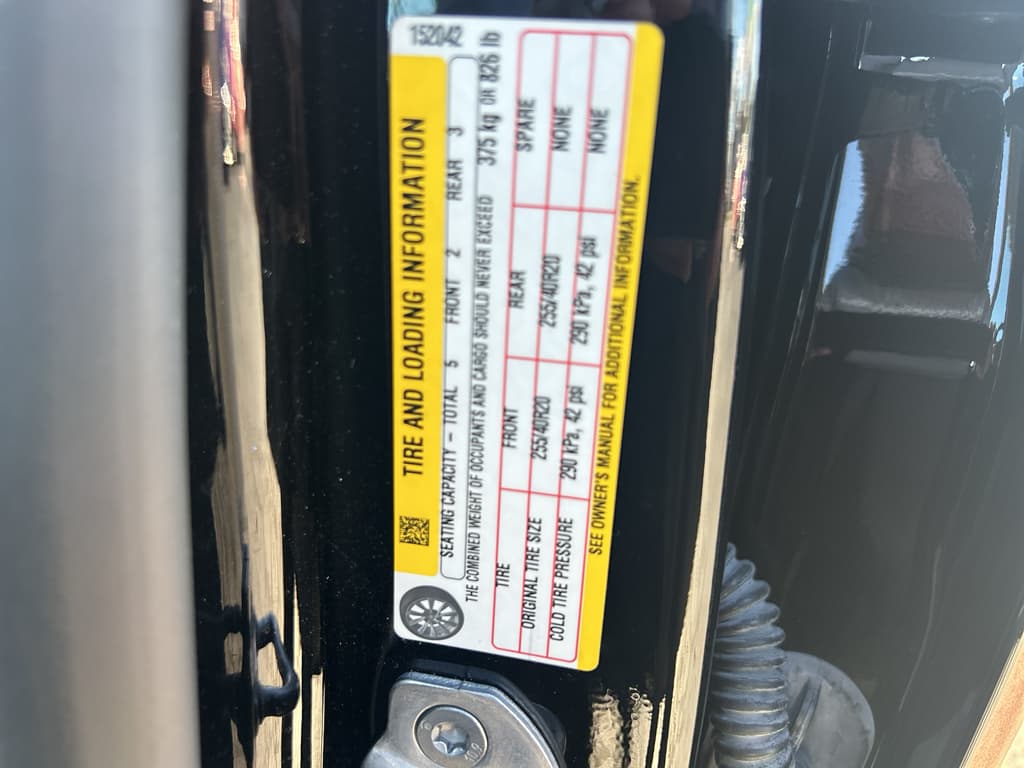 152042
TIRE AND LOADING INFORMATION
SEATING CAPACITY – TOTAL 5 FRONT 2 REAR 3
THE COMBINED WEIGHT OF OCCUPANTS AND CARGO SHOULD NEVER EXCEED 375 kg OR 826 lb
TIRE FRONT REAR SPARE
ORIGINAL TIRE SIZE 255/40R20 255/40R20 NONE
COLD TIRE PRESSURE 290 kPa, 42 psi 290 kPa, 42 psi NONE
SEE OWNER'S MANUAL FOR ADDITIONAL INFORMATION.
10.9